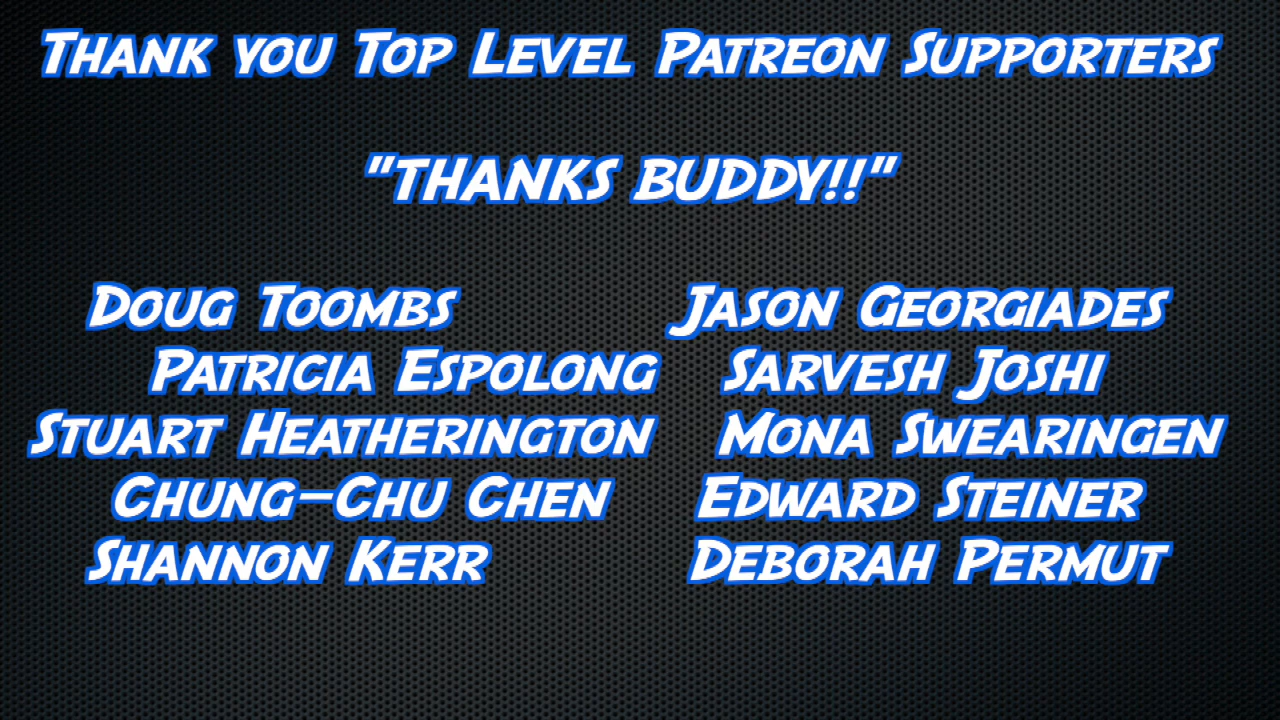 Thank you Top Level Patreon Supporters
"THANKS BUDDY!!"
Doug Toombs Jason Georgiades
Patricia Espolong Sarvesh Joshi
Stuart Heatherington Mona Swearingen
Chung-Chu Chen Edward Steiner
Shannon Kerr Deborah Permut